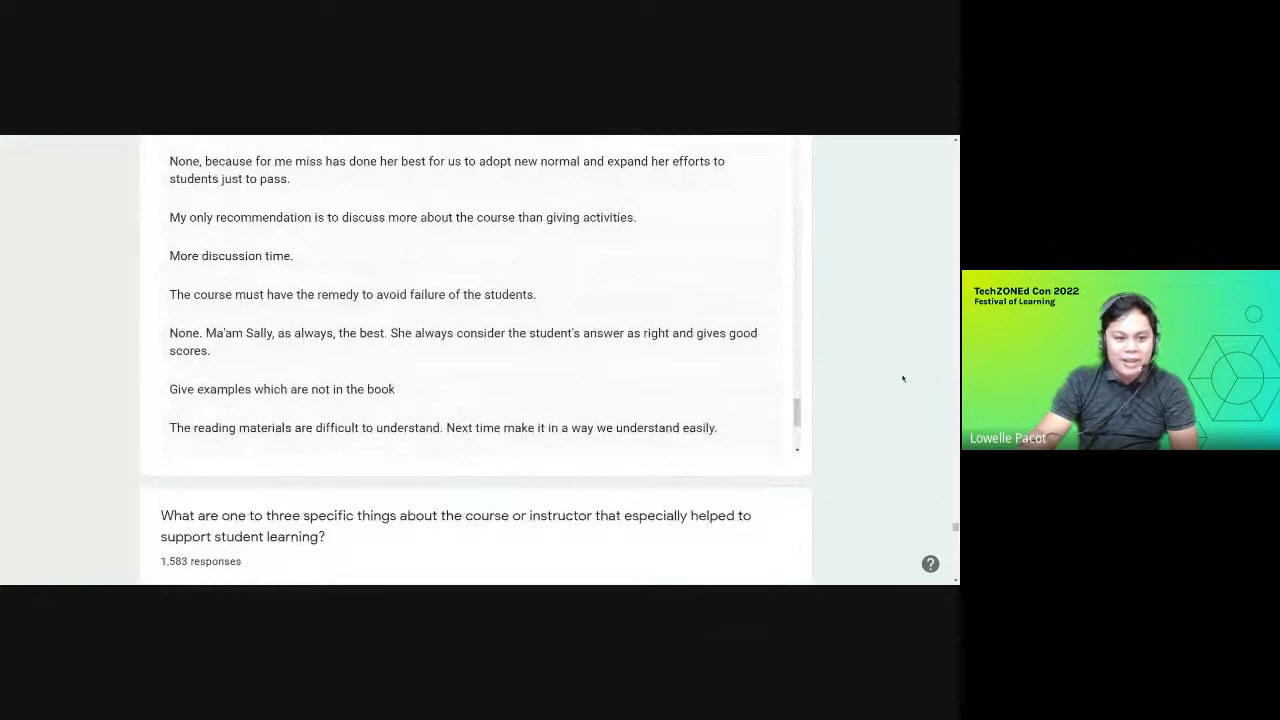 None, because for me miss has done her best for us to adopt new normal and expand her efforts to
students just to pass.
My only recommendation is to discuss more about the course than giving activities.
More discussion time.
The course must have the remedy to avoid failure of the students.
None. Ma'am Sally, as always, the best. She always consider the student's answer as right and gives good
scores.
Give examples which are not in the book
The reading materials are difficult to understand. Next time make it in a way we understand easily.
What are one to three specific things about the course or instructor that especially helped to
support student learning?
1,583 responses
?
TechZONEd Con 2022
Festival of Learning
Lowelle Pacot